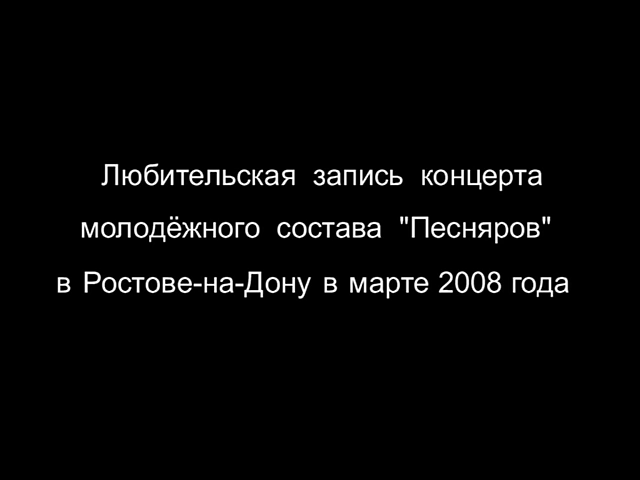 Любительская запись концерта
молодёжного состава "Песняров"
в Ростове-на-Дону в марте 2008 года